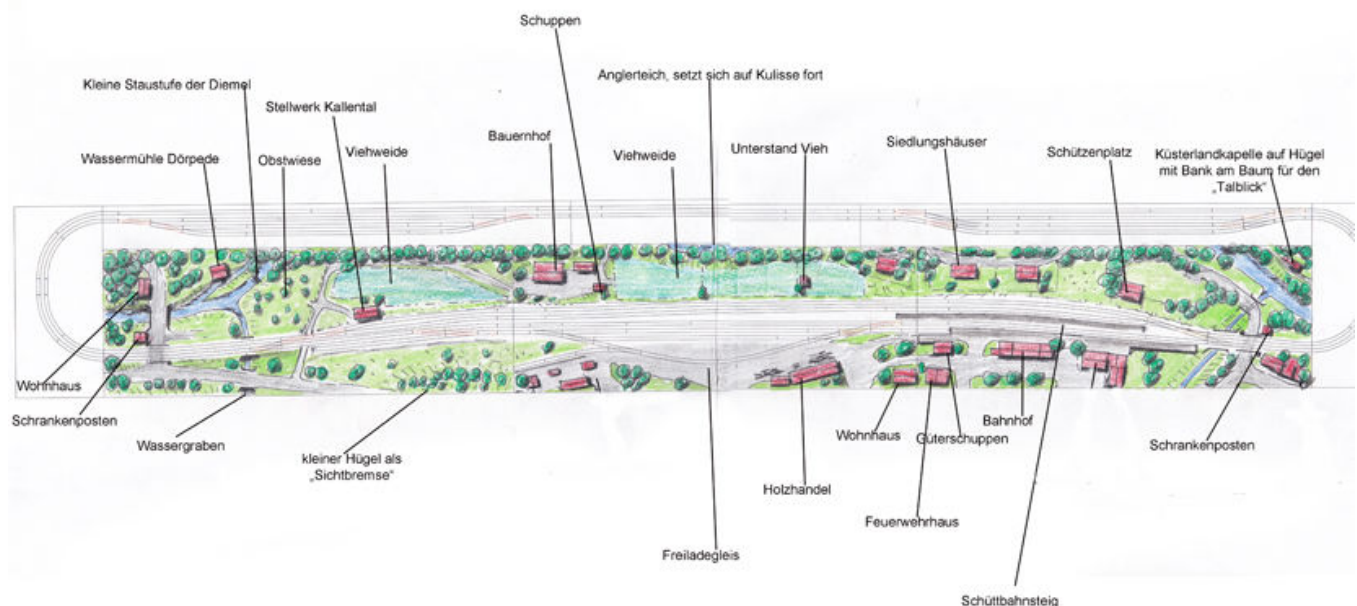 Schuppen
Kleine Staustufe der Diemel
Anglerteich, setzt sich auf Kulisse fort
Stellwerk Kallental
Bauernhof
Siedlungshäuser
Wassermühle Dörpede
Obstwiese
Viehweide
Viehweide
Unterstand Vieh
Schützenplatz
Küsterlandkapelle auf Hügel
mit Bank am Baum für den
„Talblick“
Wohnhaus
Schrankenposten
Wassergraben
kleiner Hügel als
„Sichtbremse“
Freiladegleis
Holzhandel
Wohnhaus
Feuerwehrhaus
Güterschuppen
Bahnhof
Schüttbahnsteig
Schrankenposten